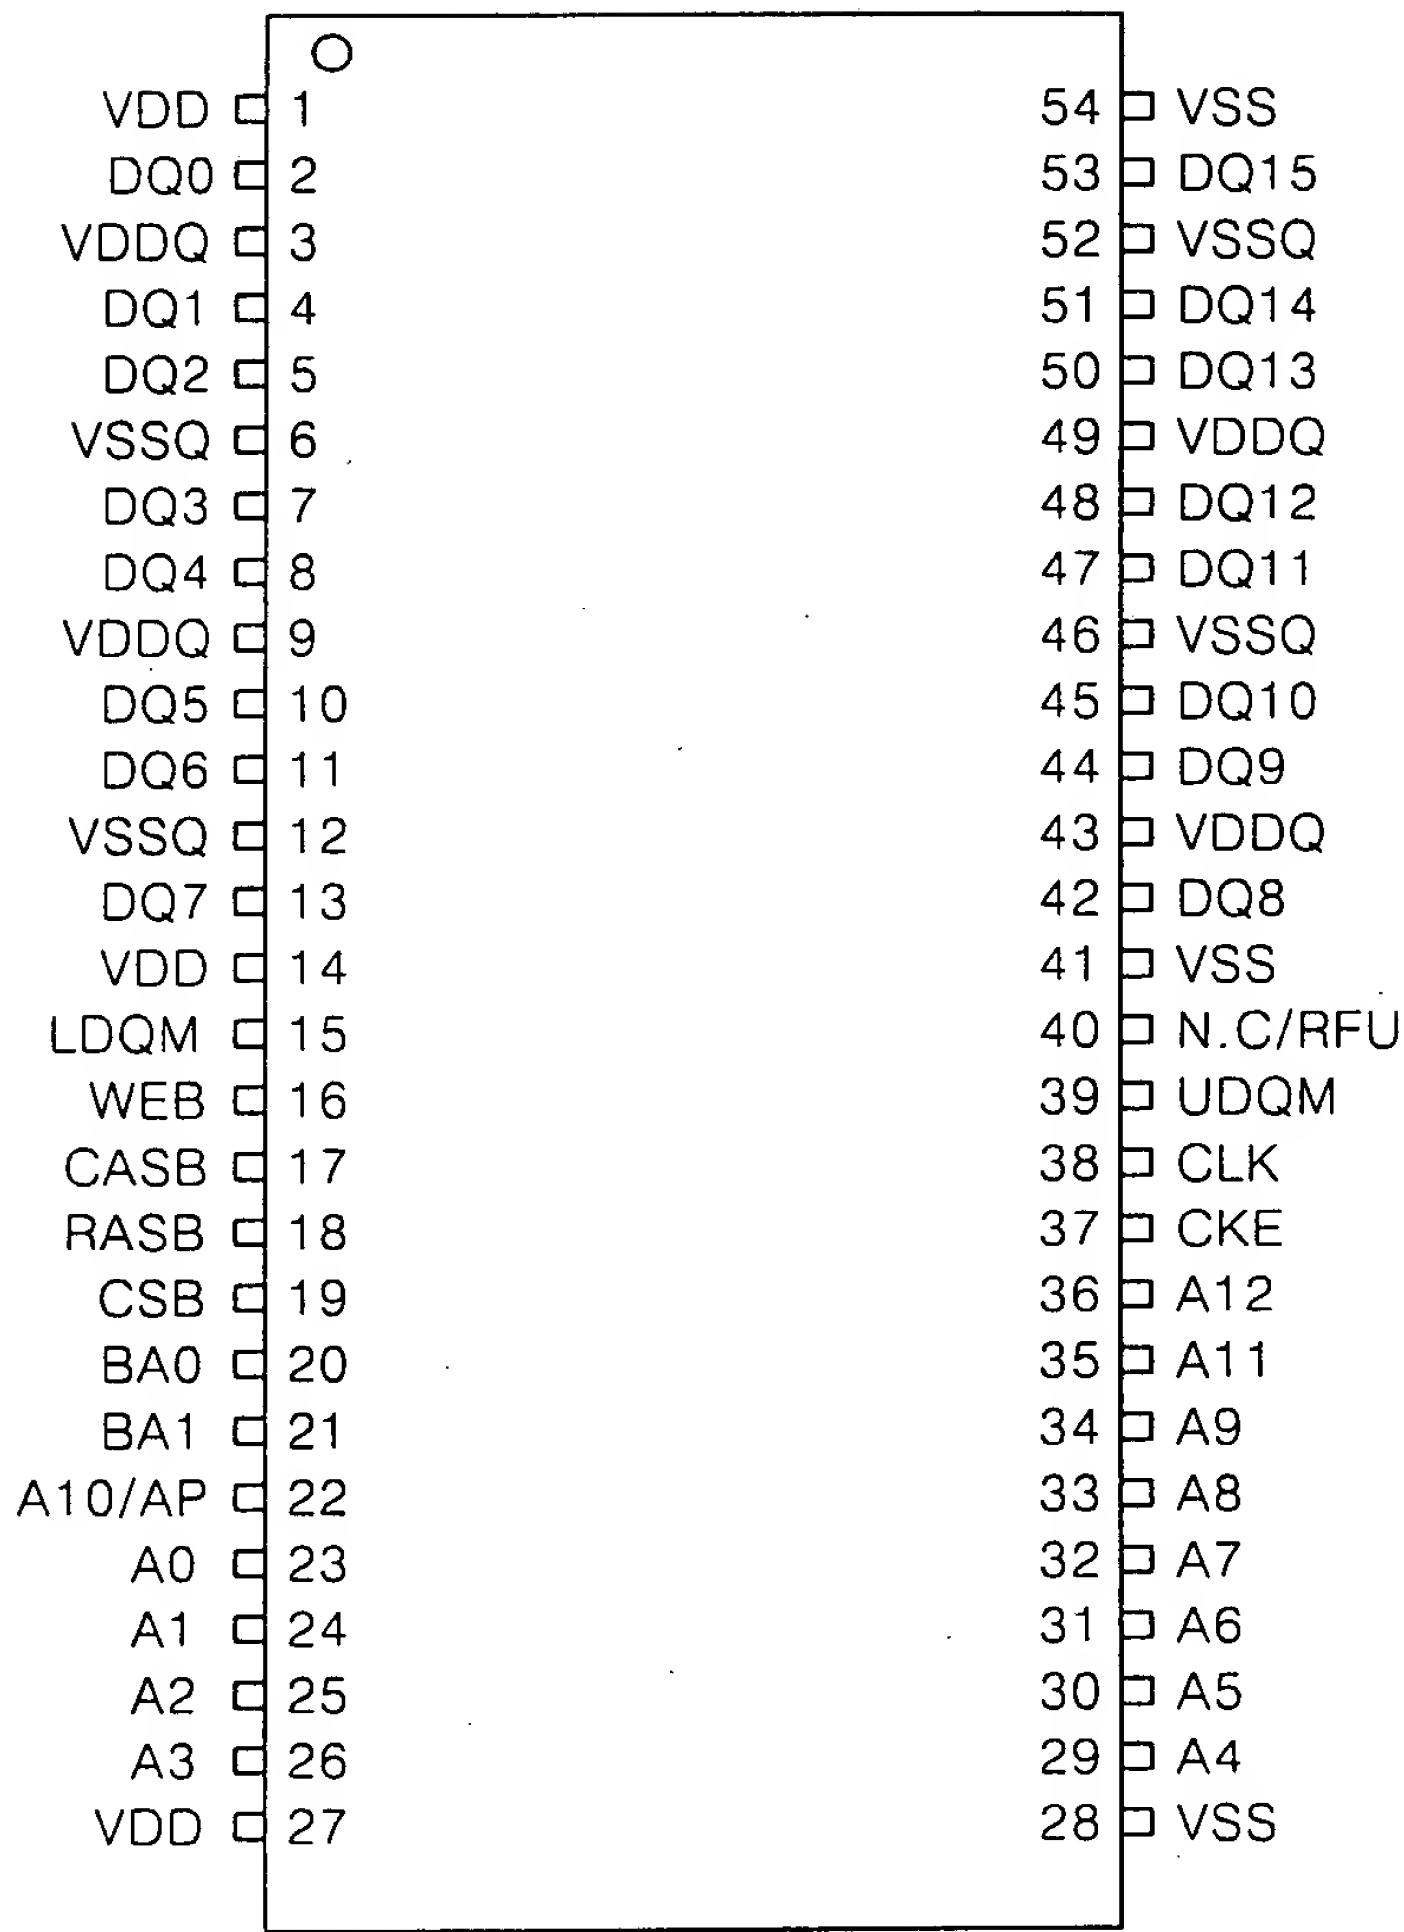 VDD 1 54 VSS
DQ0 2 53 DQ15
VDDQ 3 52 VSSQ
DQ1 4 51 DQ14
DQ2 5 50 DQ13
VSSQ 6 49 VDDQ
DQ3 7 48 DQ12
DQ4 8 47 DQ11
VDDQ 9 46 VSSQ
DQ5 10 45 DQ10
DQ6 11 44 DQ9
VSSQ 12 43 VDDQ
DQ7 13 42 DQ8
VDD 14 41 VSS
LDQM 15 40 N.C/RFU
WEB 16 39 UDQM
CASB 17 38 CLK
RASB 18 37 CKE
CSB 19 36 A12
BA0 20 35 A11
BA1 21 34 A9
A10/AP 22 33 A8
A0 23 32 A7
A1 24 31 A6
A2 25 30 A5
A3 26 29 A4
VDD 27 28 VSS